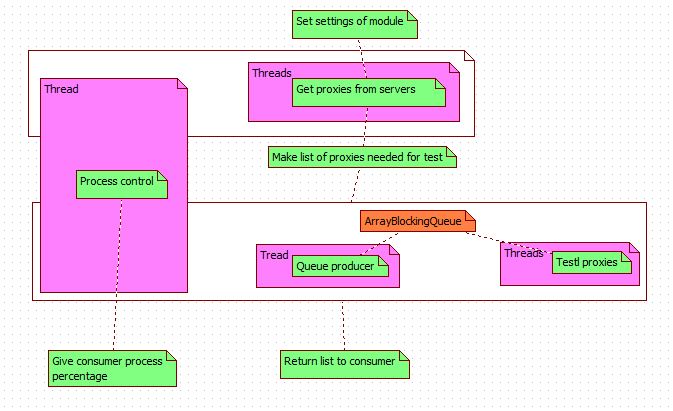 Set settings of module
Threads
Thread
Get proxies from servers
Make list of proxies needed for test
Process control
ArrayBlockingQueue
Tread
Threads
Queue producer
Testl proxies
Give consumer process
percentage
Return list to consumer